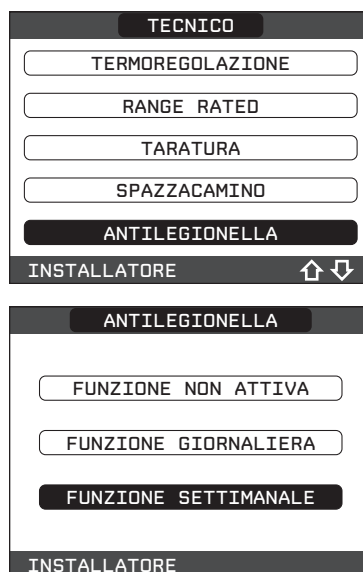 TECNICO
TERMOREGOLAZIONE
RANGE RATED
TARATURA
SPAZZACAMINO
ANTILEGIONELLA
INSTALLATORE
ANTILEGIONELLA
FUNZIONE NON ATTIVA
FUNZIONE GIORNALIERA
FUNZIONE SETTIMANALE
INSTALLATORE